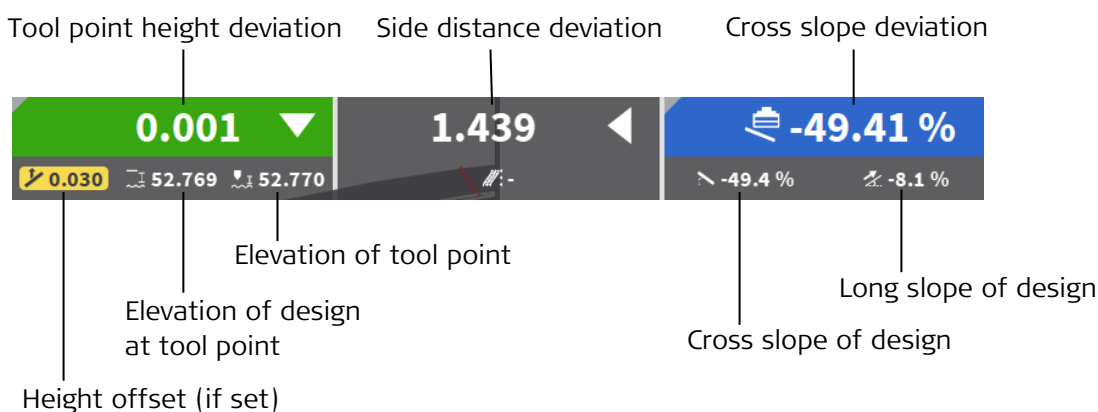 Tool point height deviation
Side distance deviation
Cross slope deviation
0.001
1.439
-49.41 %
0.030
52.769
52.770
: -
-49.4 %
-8.1 %
Elevation of tool point
Long slope of design
Elevation of design
at tool point
Cross slope of design
Height offset (if set)